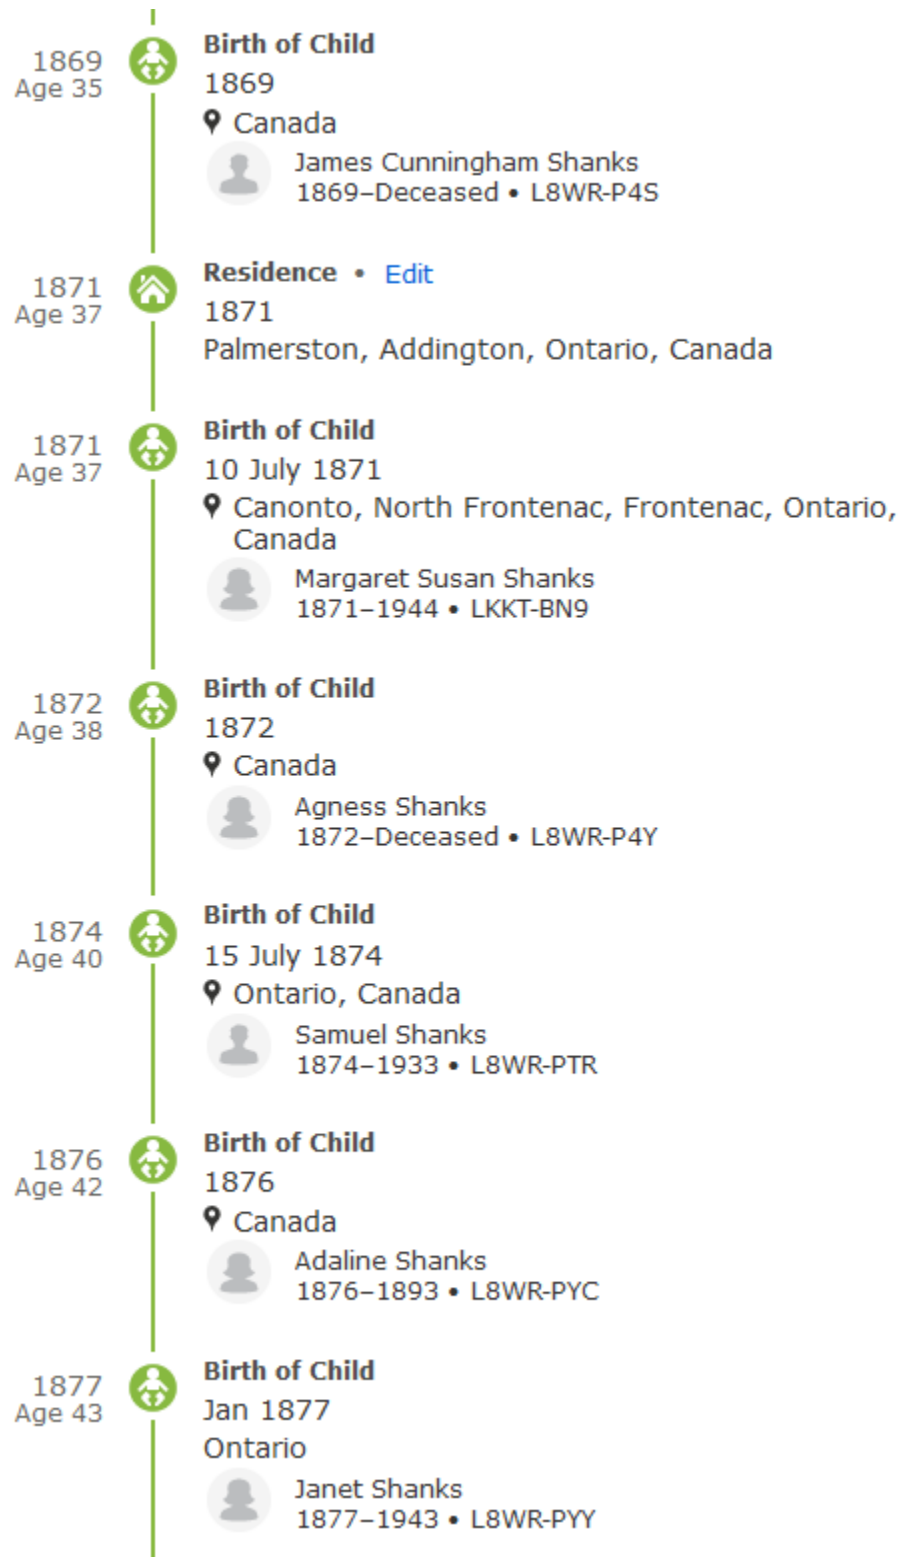 1869
Age 35
Birth of Child
1869
Canada
James Cunningham Shanks
1869–Deceased • L8WR-P4S
1871
Age 37
Residence • Edit
1871
Palmerston, Addington, Ontario, Canada
1871
Age 37
Birth of Child
10 July 1871
Canonto, North Frontenac, Frontenac, Ontario,
Canada
Margaret Susan Shanks
1871–1944 • LKKT-BN9
1872
Age 38
Birth of Child
1872
Canada
Agness Shanks
1872–Deceased • L8WR-P4Y
1874
Age 40
Birth of Child
15 July 1874
Ontario, Canada
Samuel Shanks
1874–1933 • L8WR-PTR
1876
Age 42
Birth of Child
1876
Canada
Adaline Shanks
1876–1893 • L8WR-PYC
1877
Age 43
Birth of Child
Jan 1877
Ontario
Janet Shanks
1877–1943 • L8WR-PYY